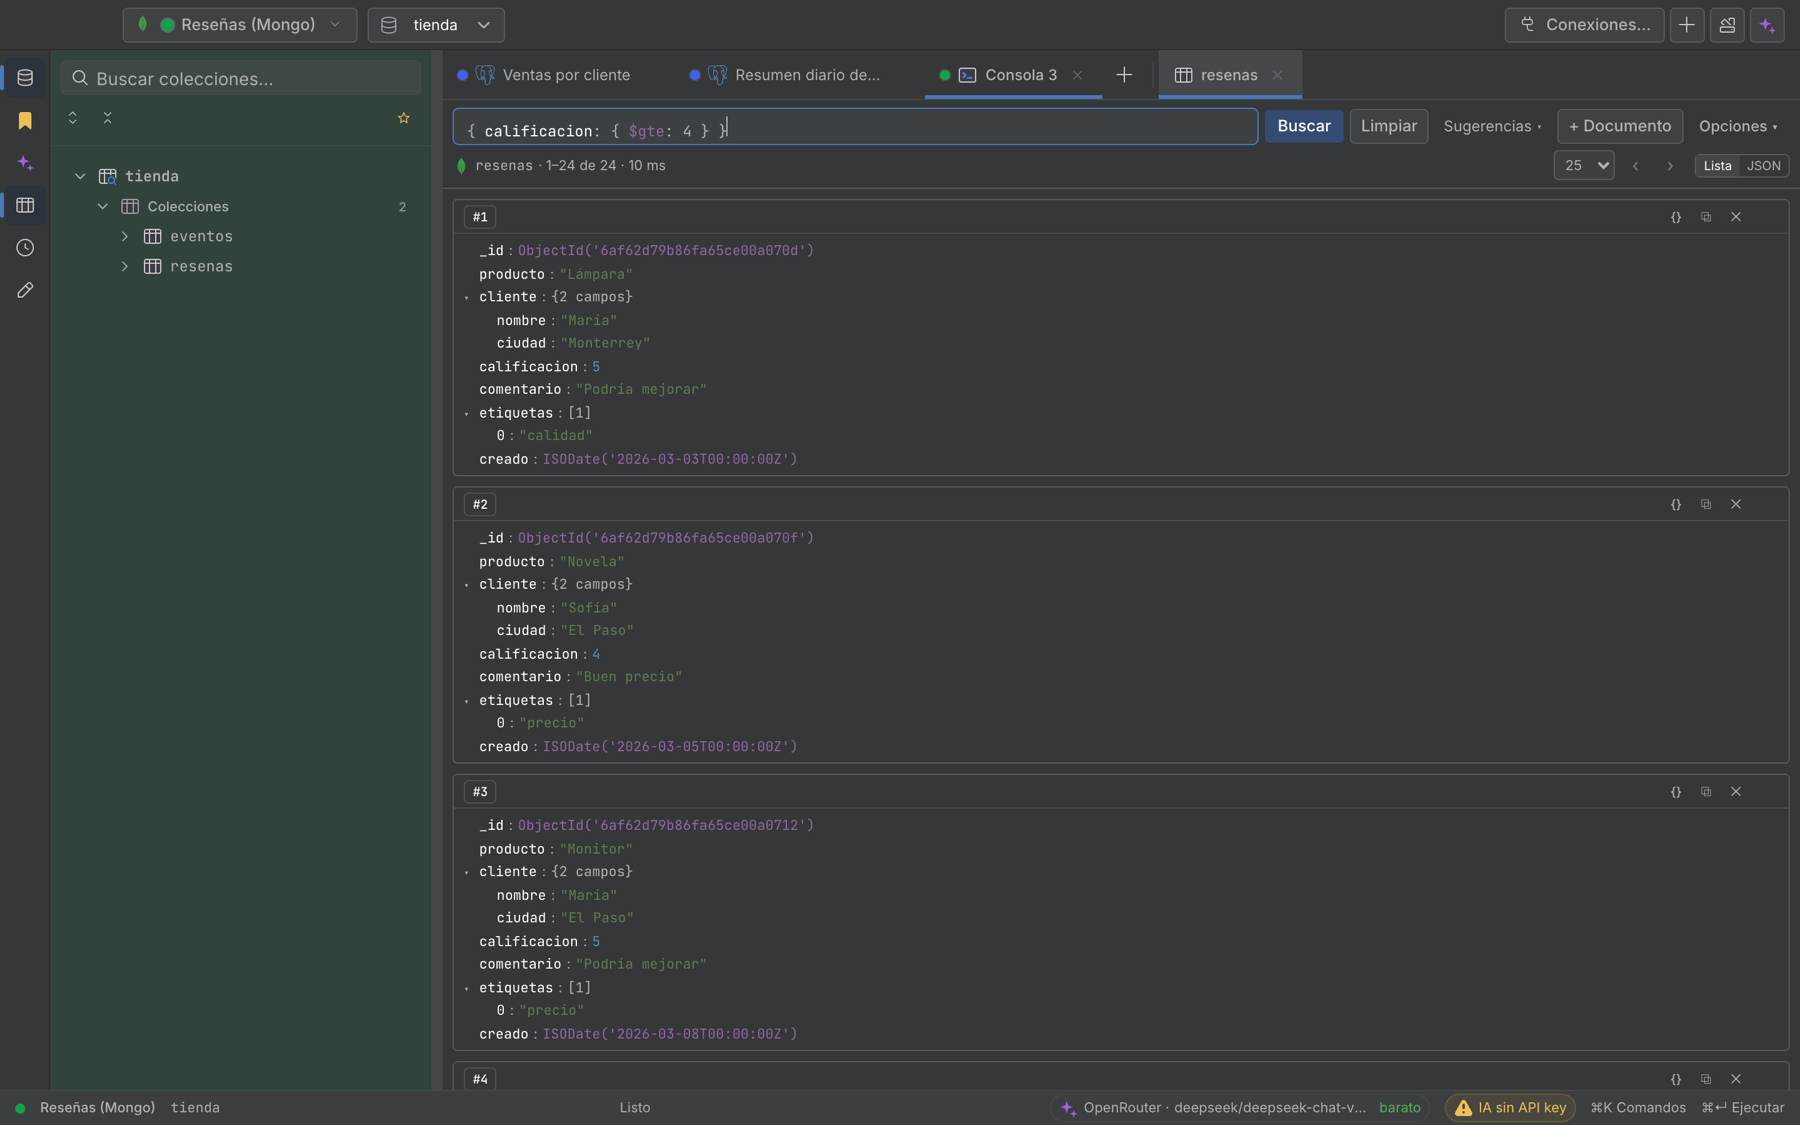 Reseñas (Mongo)
tienda
Conexiones...
Buscar colecciones...
Ventas por cliente
Resumen diario de...
Consola 3
resenas
{ calificacion: { $gte: 4 } }
Buscar
Limpiar
Sugerencias
+ Documento
Opciones
resenas · 1–24 de 24 · 10 ms
25
Lista
JSON
tienda
Colecciones 2
eventos
resenas
#1
{}
_id : ObjectId('6af62d79b86fa65ce00a070d')
producto : "Lámpara"
cliente : {2 campos}
nombre : "María"
ciudad : "Monterrey"
calificacion : 5
comentario : "Podría mejorar"
etiquetas : [1]
0 : "calidad"
creado : ISODate('2026-03-03T00:00:00Z')
#2
{}
_id : ObjectId('6af62d79b86fa65ce00a070f')
producto : "Novela"
cliente : {2 campos}
nombre : "Sofía"
ciudad : "El Paso"
calificacion : 4
comentario : "Buen precio"
etiquetas : [1]
0 : "precio"
creado : ISODate('2026-03-05T00:00:00Z')
#3
{}
_id : ObjectId('6af62d79b86fa65ce00a0712')
producto : "Monitor"
cliente : {2 campos}
nombre : "María"
ciudad : "El Paso"
calificacion : 5
comentario : "Podría mejorar"
etiquetas : [1]
0 : "precio"
creado : ISODate('2026-03-08T00:00:00Z')
#4
{}
Reseñas (Mongo) tienda
Listo
OpenRouter · deepseek/deepseek-chat-v... barato
IA sin API key
⌘K Comandos
⌘↵ Ejecutar